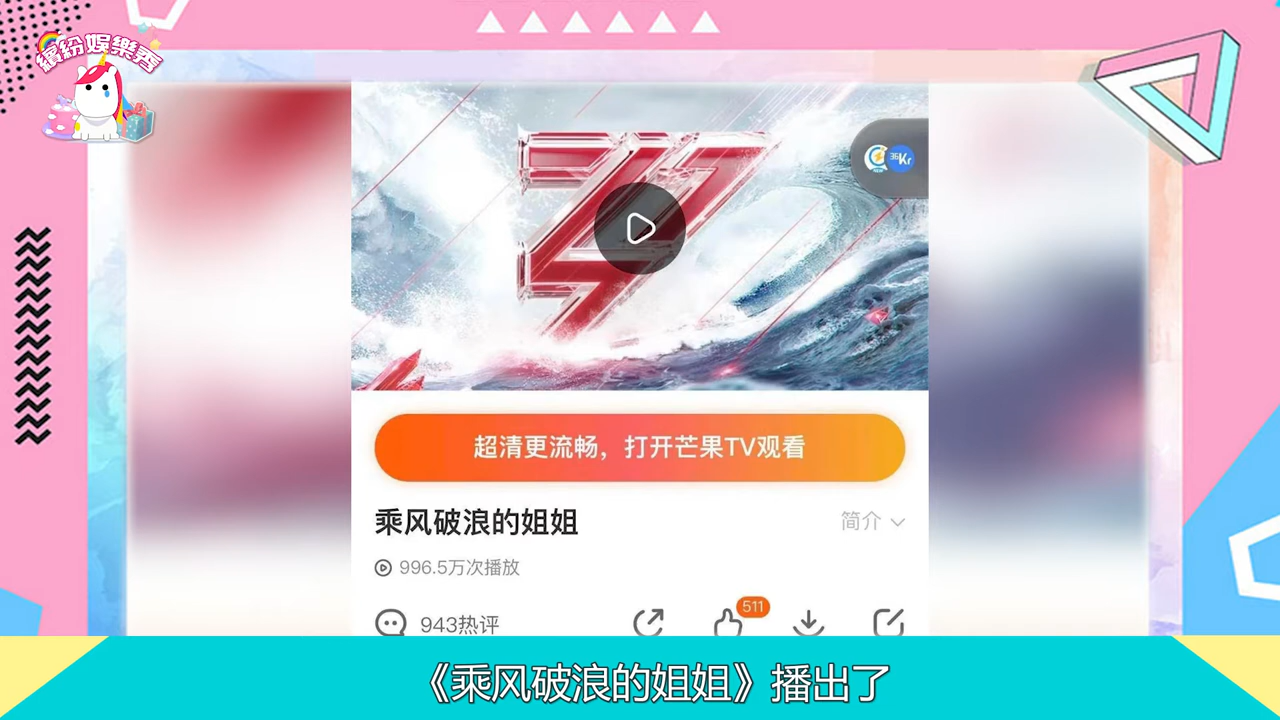 繽紛娛樂秀
36Kr
超清更流畅，打开芒果TV观看
乘风破浪的姐姐
简介
996.5万次播放
943热评
511
《乘风破浪的姐姐》播出了